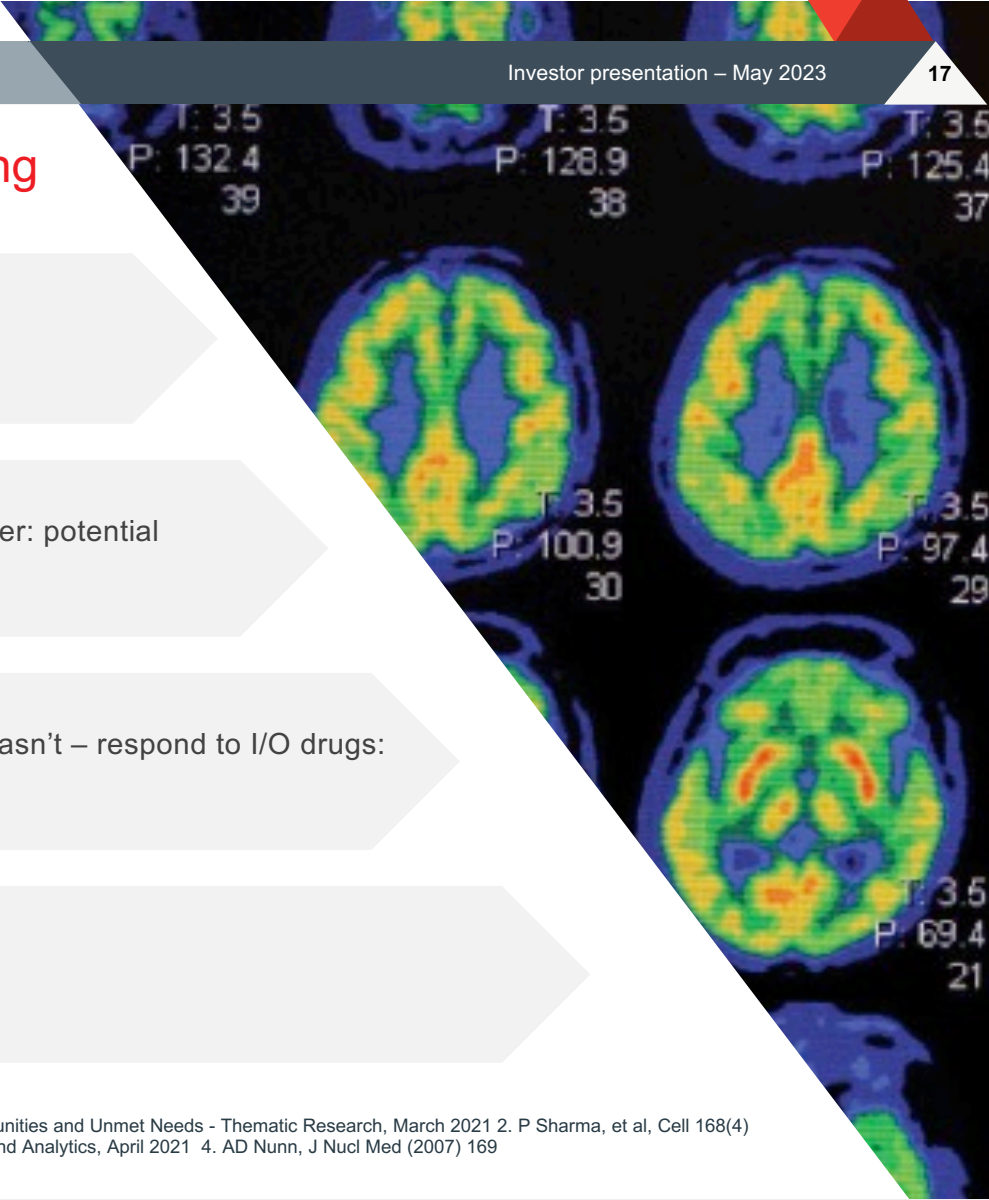 Investor presentation – May 2023
17
T: 3.5
P: 132.4
39
T: 3.5
P: 128.9
38
T: 3.5
P: 125.4
37
ng
er: potential
T: 3.5
P: 100.9
30
T: 3.5
P: 97.4
29
asn't – respond to I/O drugs:
T: 3.5
P: 69.4
21
unities and Unmet Needs - Thematic Research, March 2021 2. P Sharma, et al, Cell 168(4)
nd Analytics, April 2021 4. AD Nunn, J Nucl Med (2007) 169